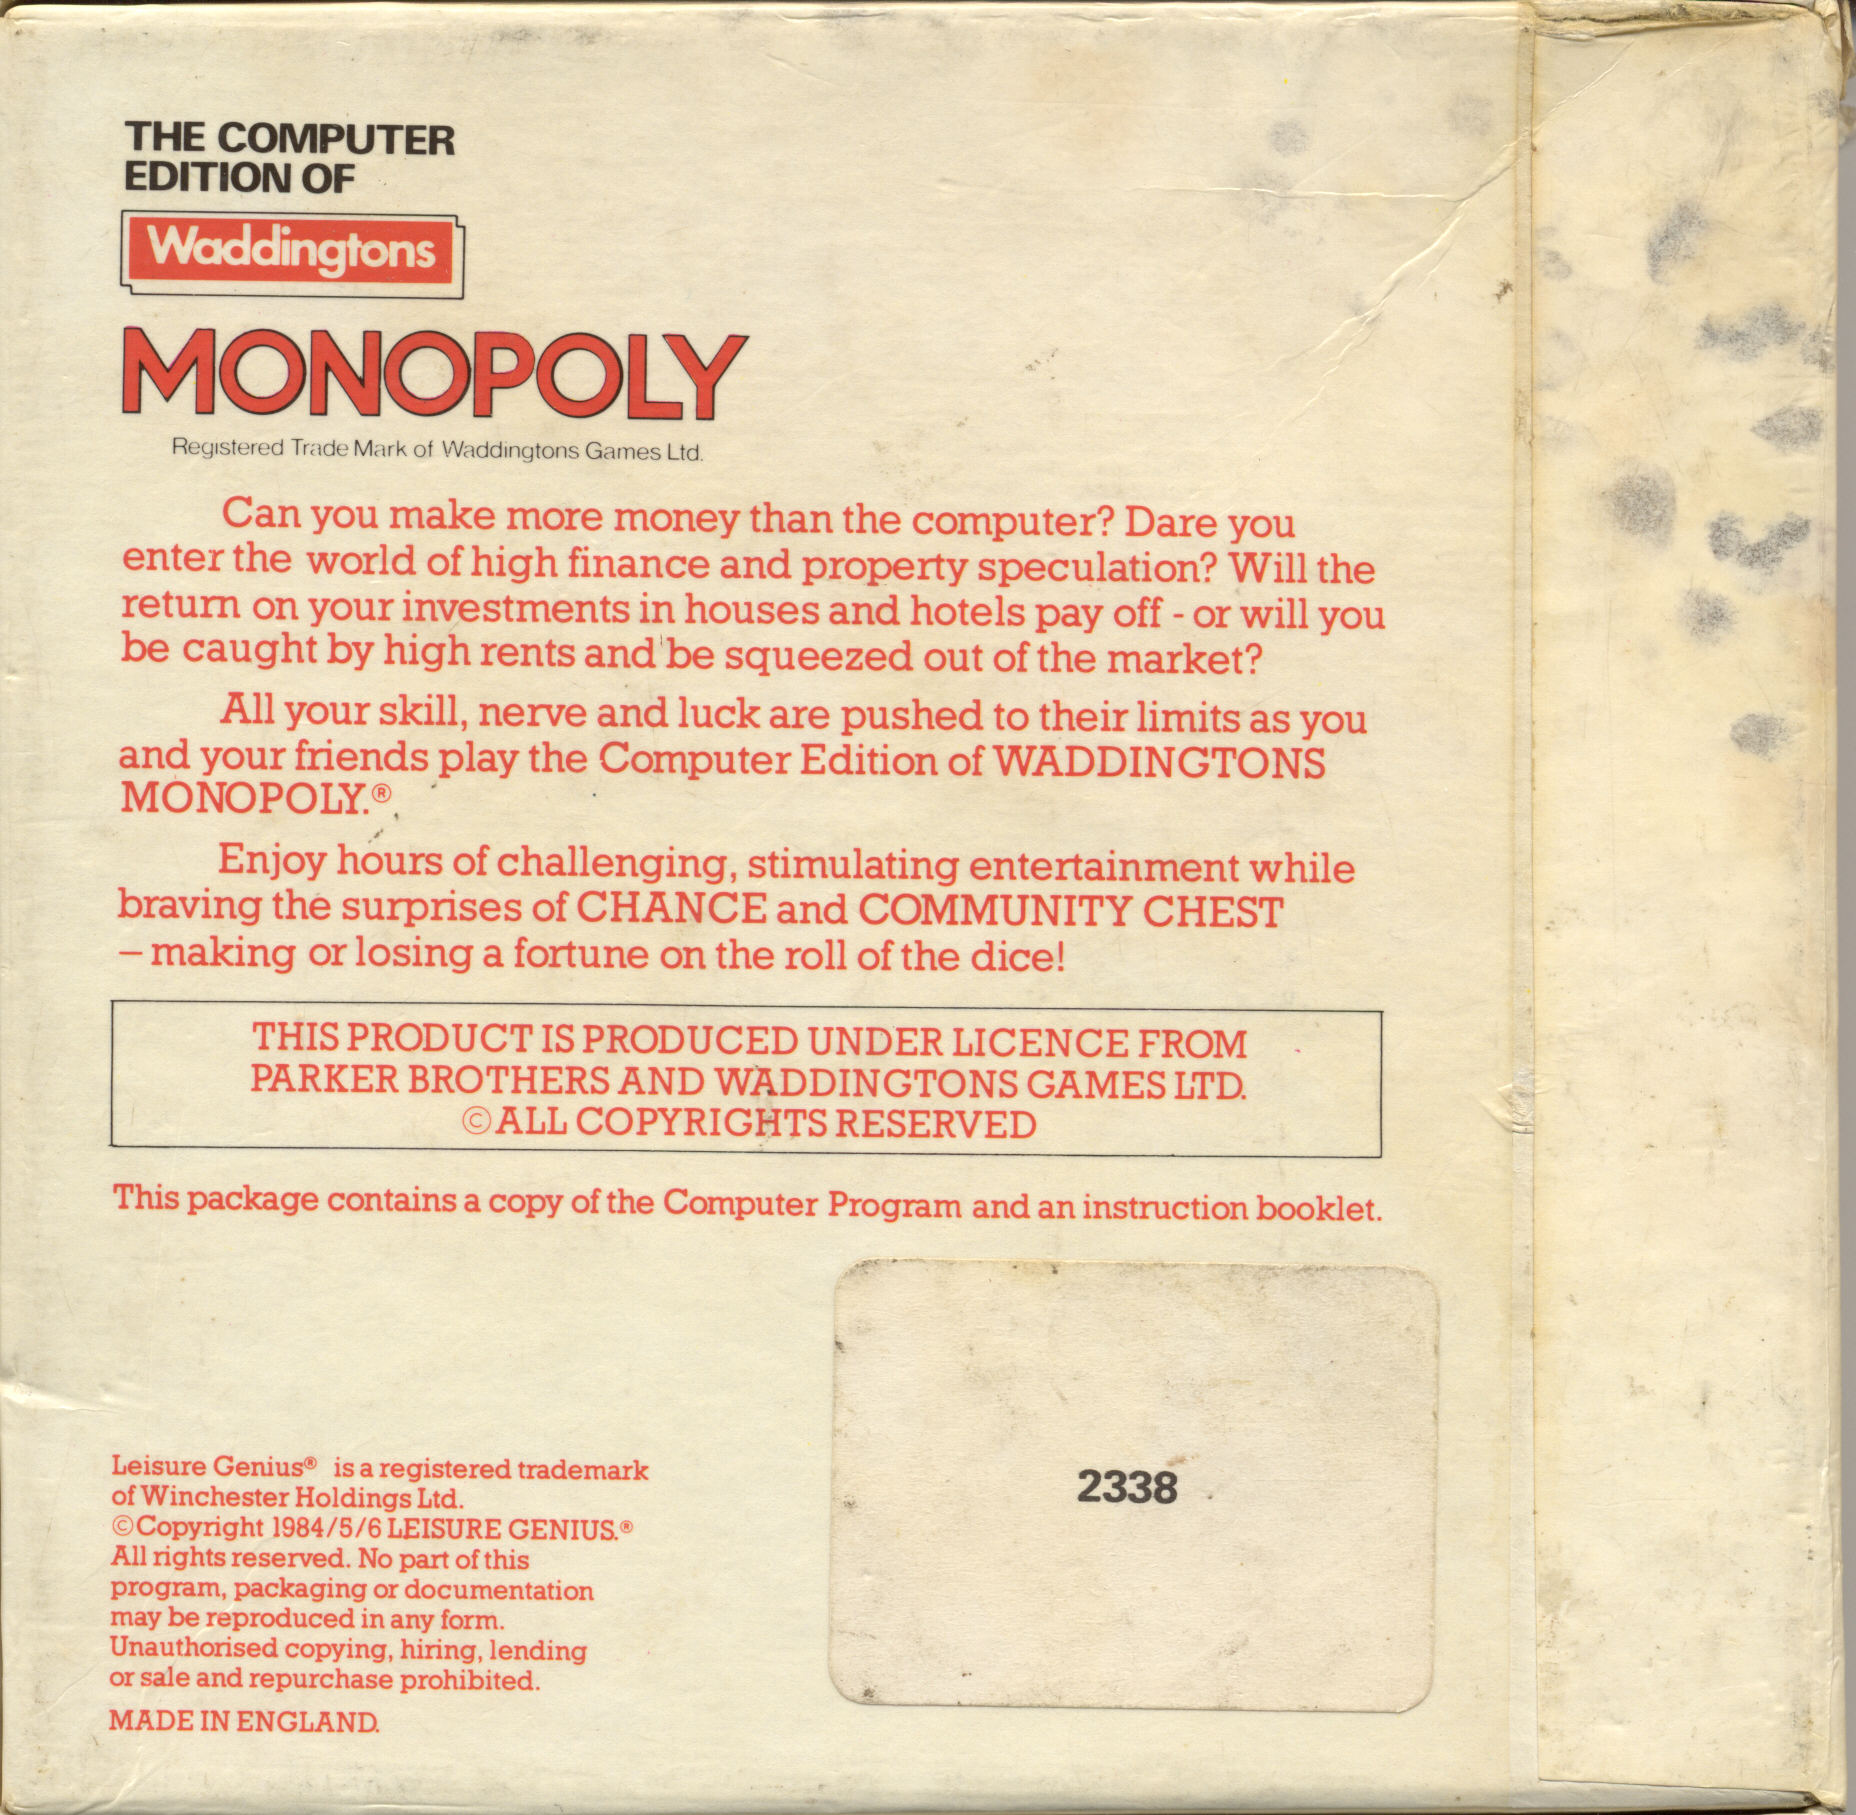 THE COMPUTER
EDITION OF
Waddingtons
MONOPOLY
Registered Trade Mark of Waddingtons Games Ltd.
Can you make more money than the computer? Dare you
enter the world of high finance and property speculation? Will the
return on your investments in houses and hotels pay off - or will you
be caught by high rents and be squeezed out of the market?
All your skill, nerve and luck are pushed to their limits as you
and your friends play the Computer Edition of WADDINGTONS
MONOPOLY.®
Enjoy hours of challenging, stimulating entertainment while
braving the surprises of CHANCE and COMMUNITY CHEST
– making or losing a fortune on the roll of the dice!
THIS PRODUCT IS PRODUCED UNDER LICENCE FROM
PARKER BROTHERS AND WADDINGTONS GAMES LTD.
© ALL COPYRIGHTS RESERVED
This package contains a copy of the Computer Program and an instruction booklet.
Leisure Genius® is a registered trademark
of Winchester Holdings Ltd.
© Copyright 1984/5/6 LEISURE GENIUS.®
All rights reserved. No part of this
program, packaging or documentation
may be reproduced in any form.
Unauthorised copying, hiring, lending
or sale and repurchase prohibited.
MADE IN ENGLAND.
2338